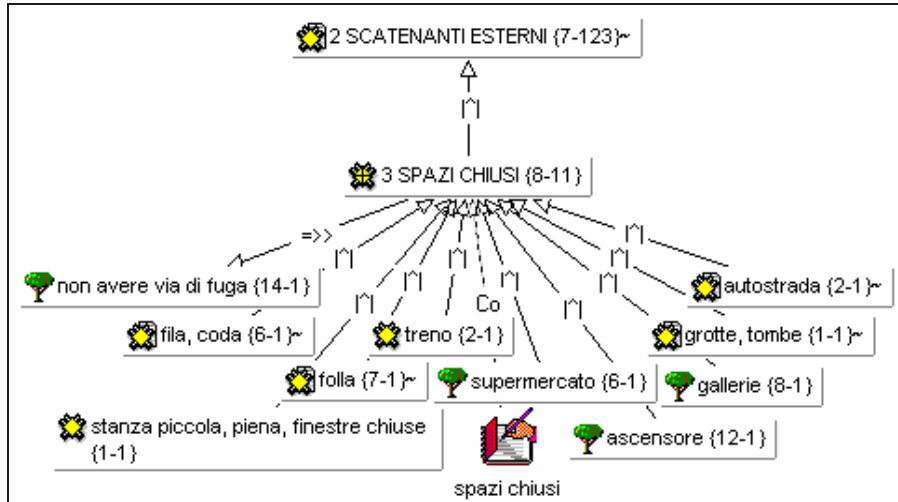 2 SCATENANTI ESTERNI {7-123}~
|^|
3 SPAZI CHIUSI {8-11}
=>>
|^|
|^|
|^|
|^|
non avere via di fuga {14-1}
autostrada {2-1}~
|^|
|^|
|^|
Co
|^|
|^|
fila, coda {6-1}~
treno {2-1}
grotte, tombe {1-1}~
folla {7-1}~
supermercato {6-1}
gallerie {8-1}
stanza piccola, piena, finestre chiuse
{1-1}
ascensore {12-1}
spazi chiusi